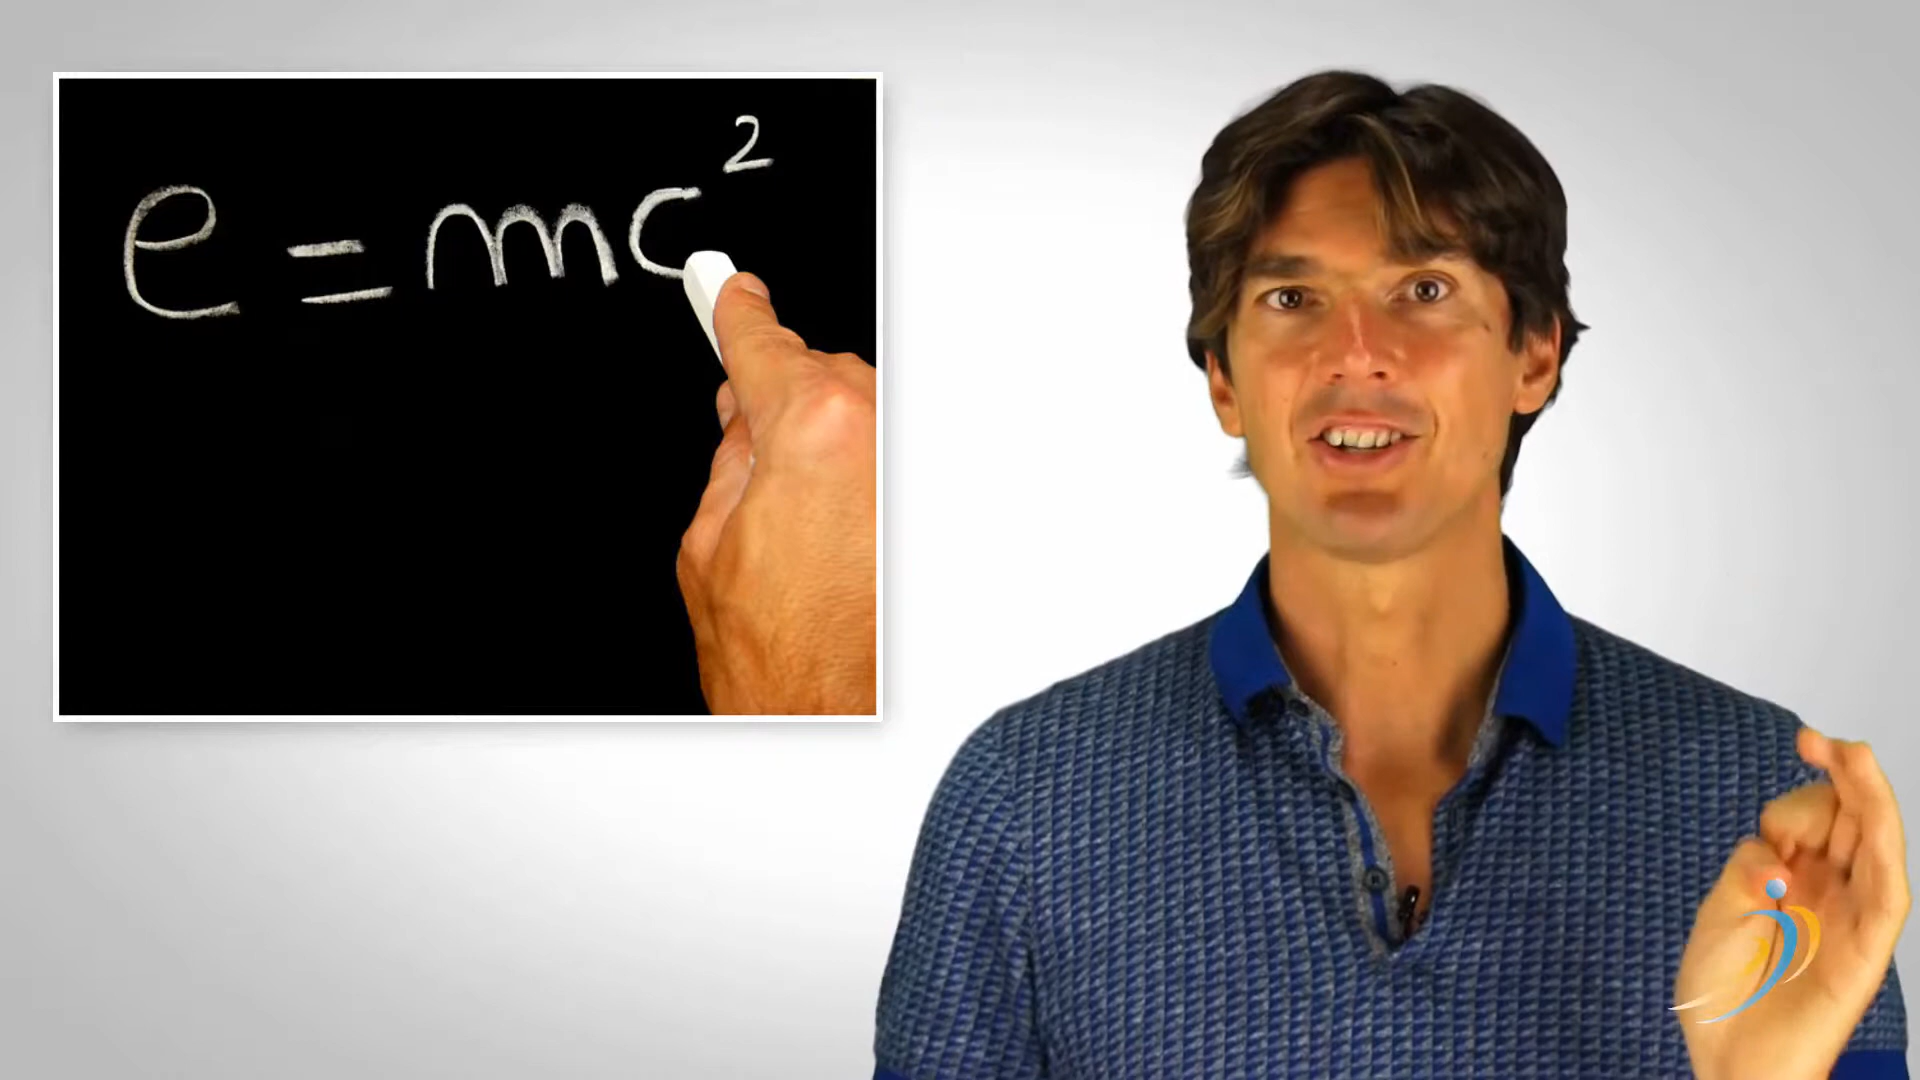 e = mc²